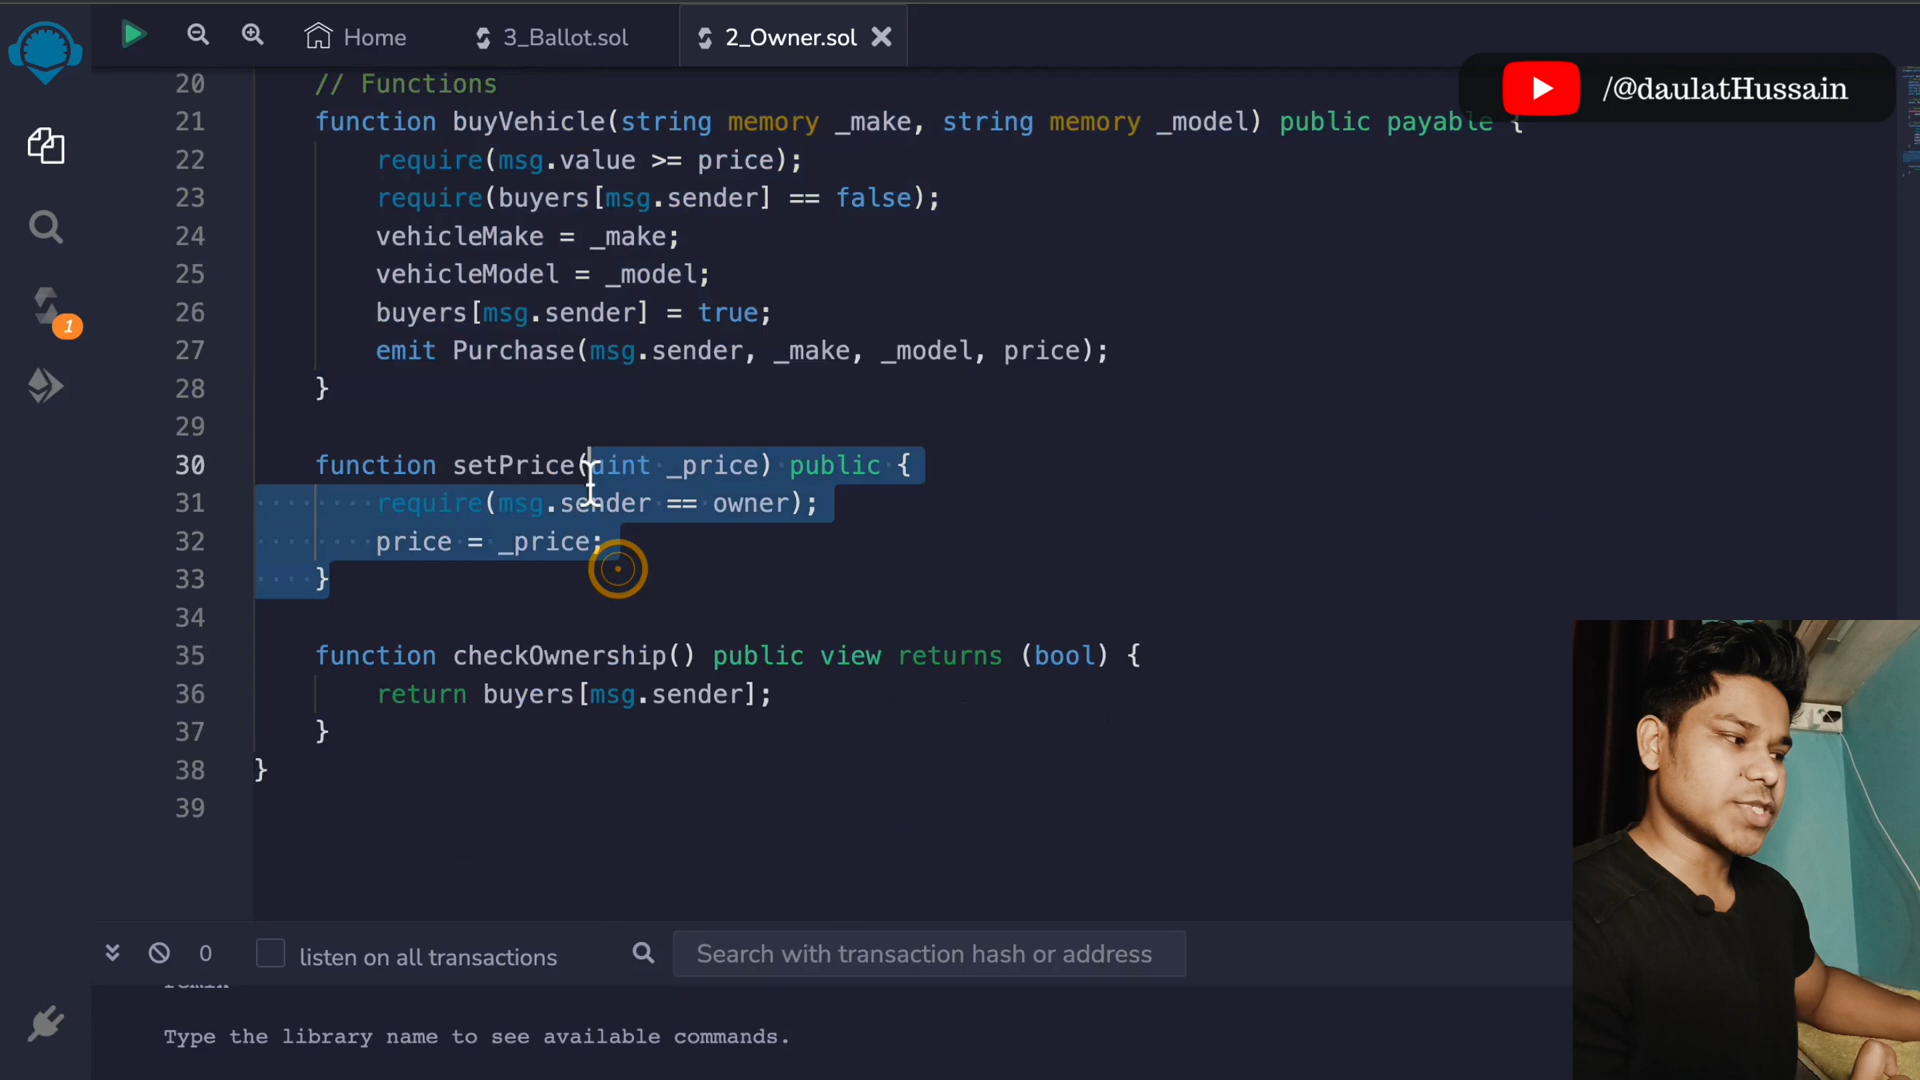 Home
3_Ballot.sol
2_Owner.sol
/@daulatHussain
20 // Functions
21 function buyVehicle(string memory _make, string memory _model) public payable {
22 require(msg.value >= price);
23 require(buyers[msg.sender] == false);
24 vehicleMake = _make;
25 vehicleModel = _model;
26 buyers[msg.sender] = true;
27 emit Purchase(msg.sender, _make, _model, price);
28 }
29
30 function setPrice(uint _price) public {
31 require(msg.sender == owner);
32 price = _price;
33 }
34
35 function checkOwnership() public view returns (bool) {
36 return buyers[msg.sender];
37 }
38 }
39
1
0 listen on all transactions Search with transaction hash or address
Type the library name to see available commands.